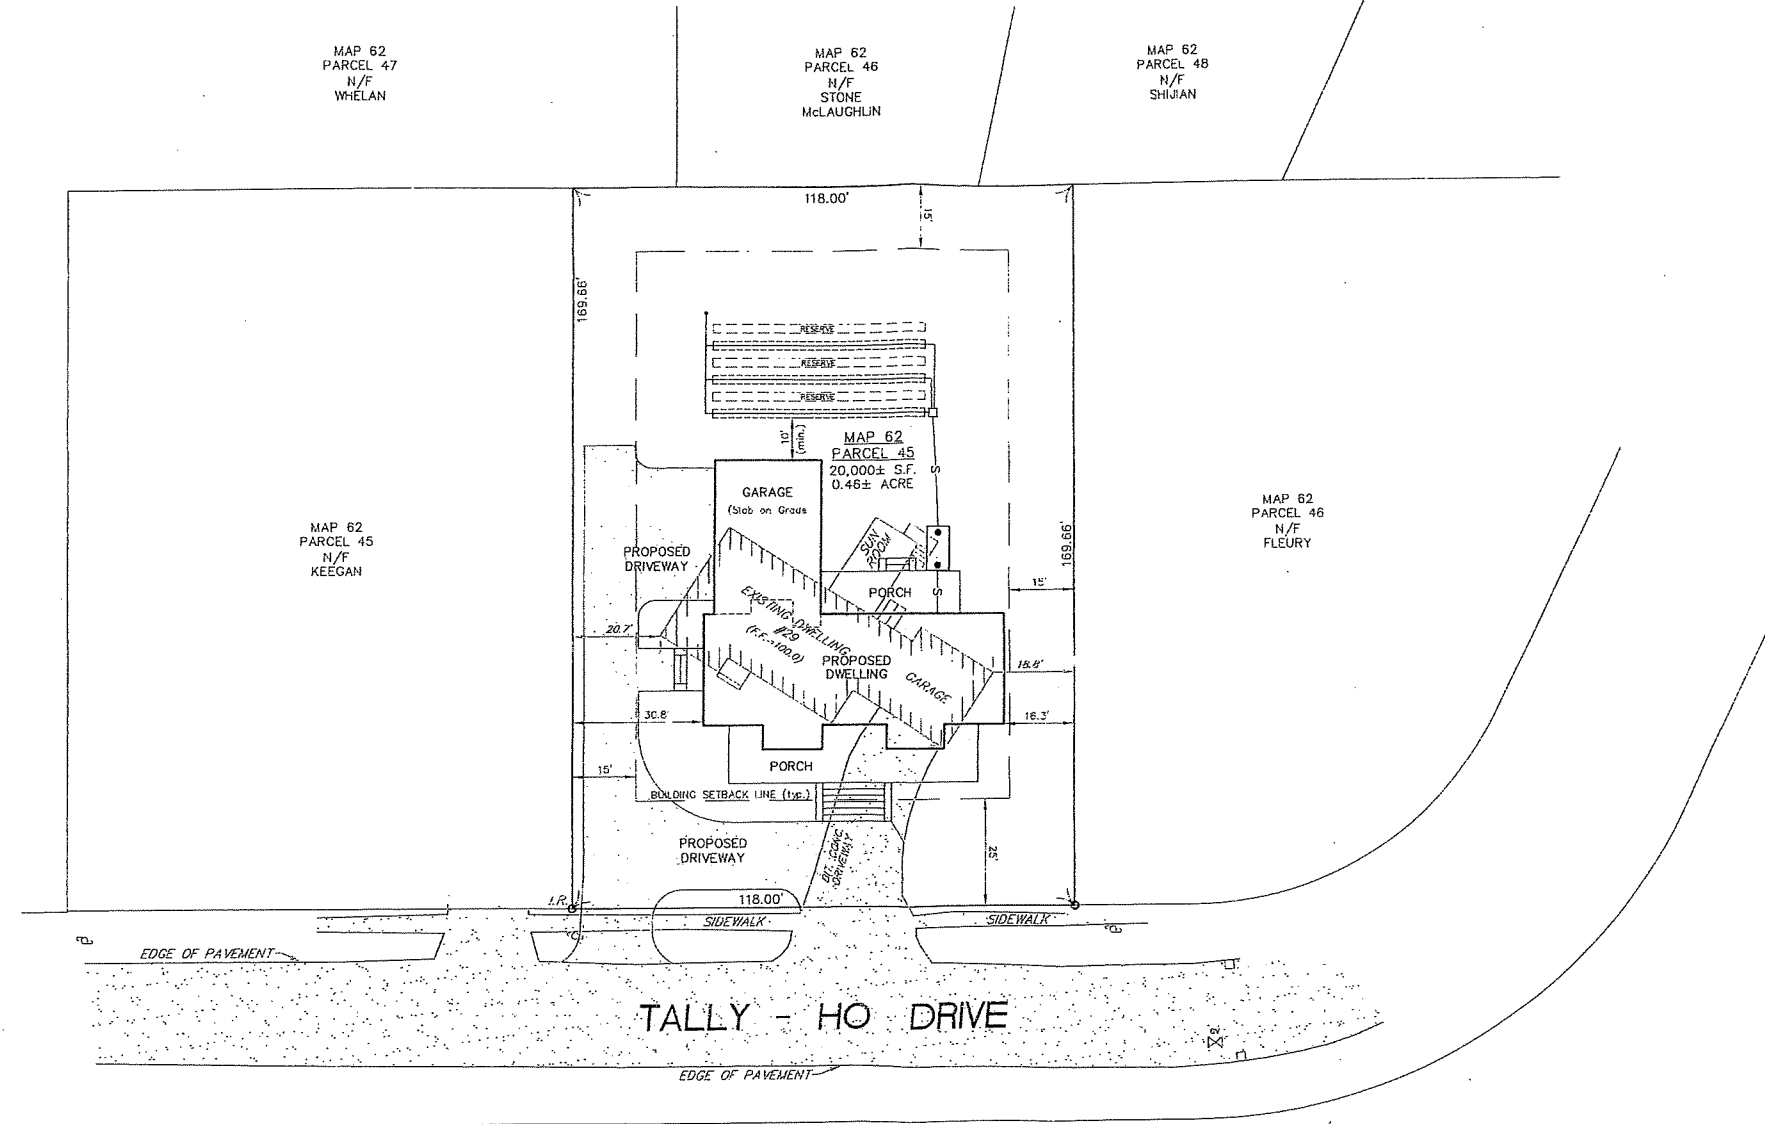 MAP 62
PARCEL 47
N/F
WHELAN
MAP 62
PARCEL 46
N/F
STONE
McLAUGHLIN
MAP 62
PARCEL 48
N/F
SHIJIAN
118.00'
15'
169.66'
RESERVE
RESERVE
RESERVE
10'
(min.)
MAP 62
PARCEL 45
20,000± S.F.
0.46± ACRE
S
GARAGE
(Slab on Grade
MAP 62
PARCEL 45
N/F
KEEGAN
MAP 62
PARCEL 46
N/F
FLEURY
PROPOSED
DRIVEWAY
SUN
ROOM
169.66'
15'
PORCH
S
EXISTING DWELLING
#29
(F.F.=100.0)
20.7'
PROPOSED
DWELLING
GARAGE
18.8'
30.8'
16.3'
PORCH
15'
BUILDING SETBACK LINE (typ.)
PROPOSED
DRIVEWAY
BIT. CONC.
DRIVEWAY
25'
I.R.
118.00'
SIDEWALK
SIDEWALK
EDGE OF PAVEMENT
TALLY - HO DRIVE
EDGE OF PAVEMENT